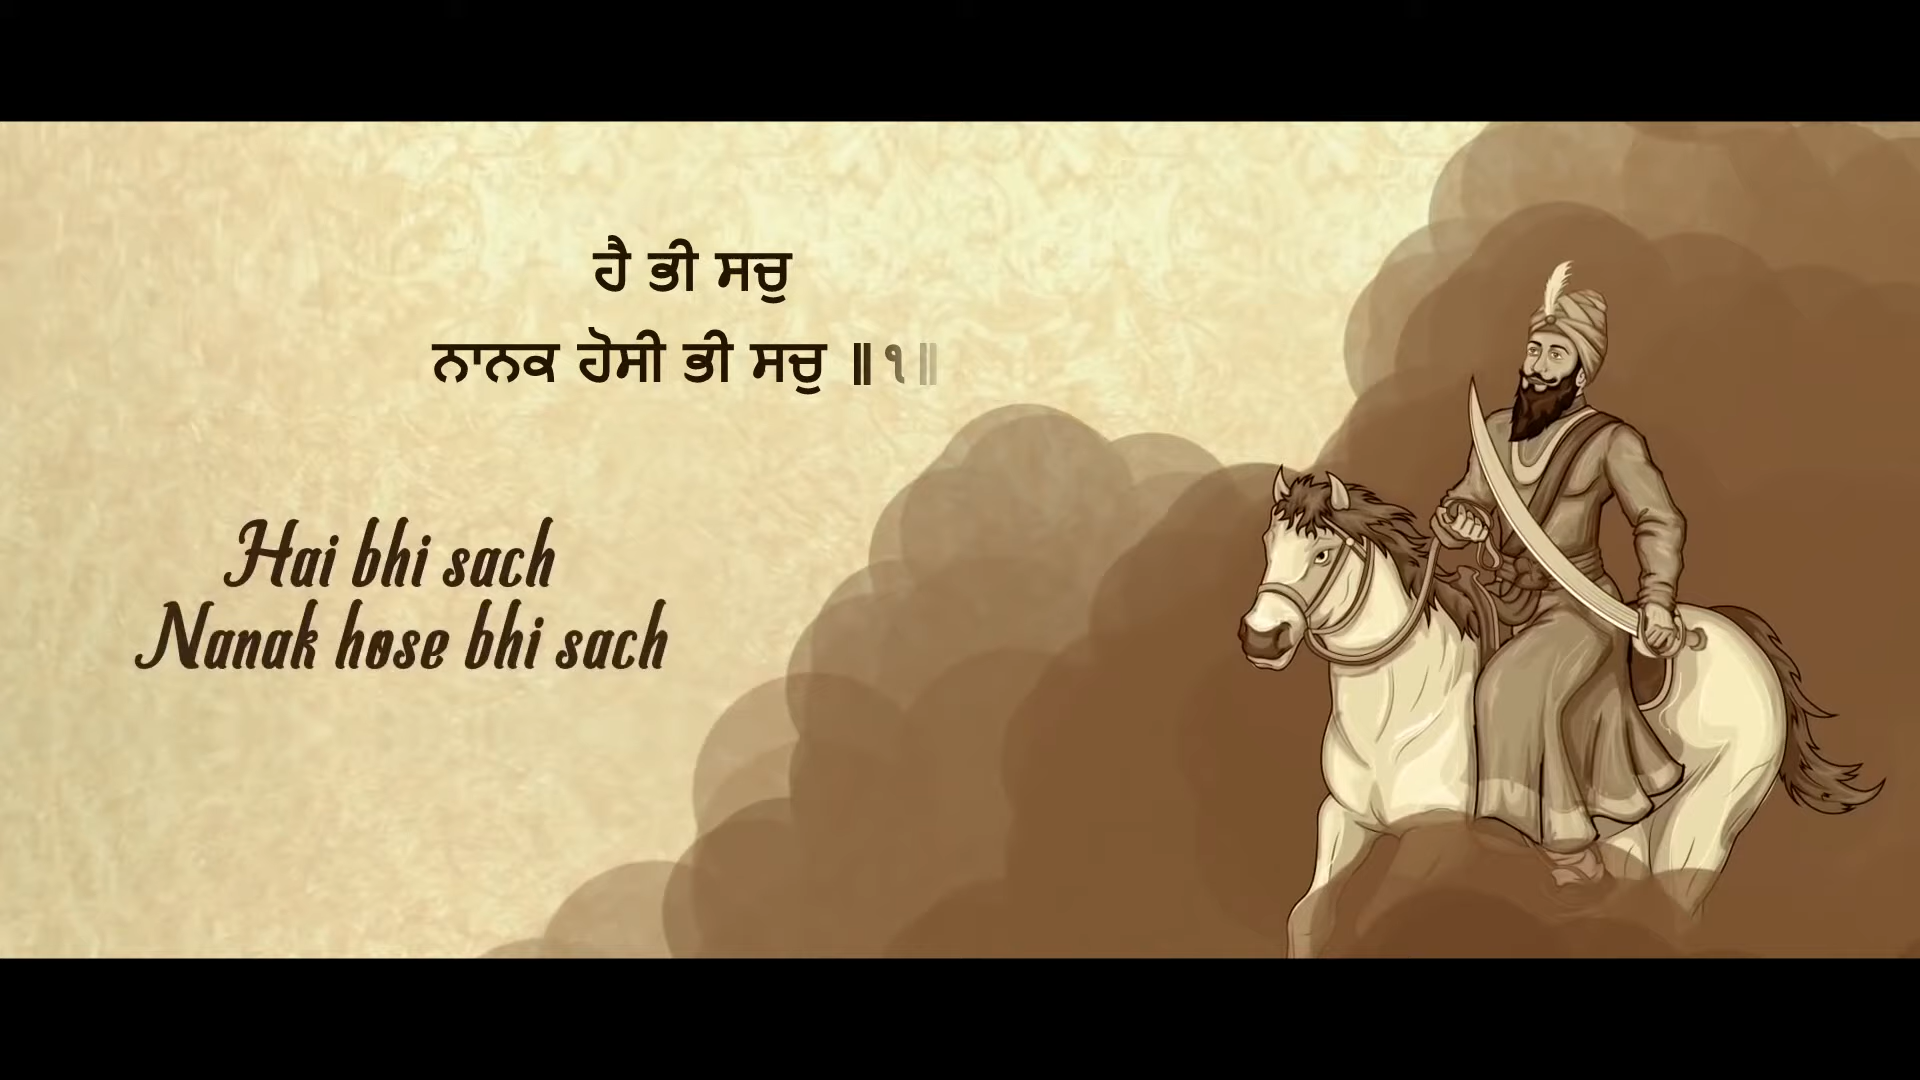 ਹੈ ਭੀ ਸਚੁ
ਨਾਨਕ ਹੋਸੀ ਭੀ ਸਚੁ ॥੧॥
Hai bhi sach
Nanak hose bhi sach